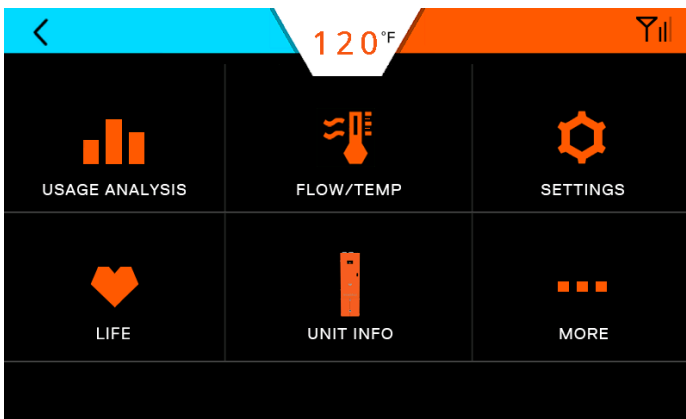 120°F
USAGE ANALYSIS
FLOW/TEMP
SETTINGS
LIFE
UNIT INFO
MORE